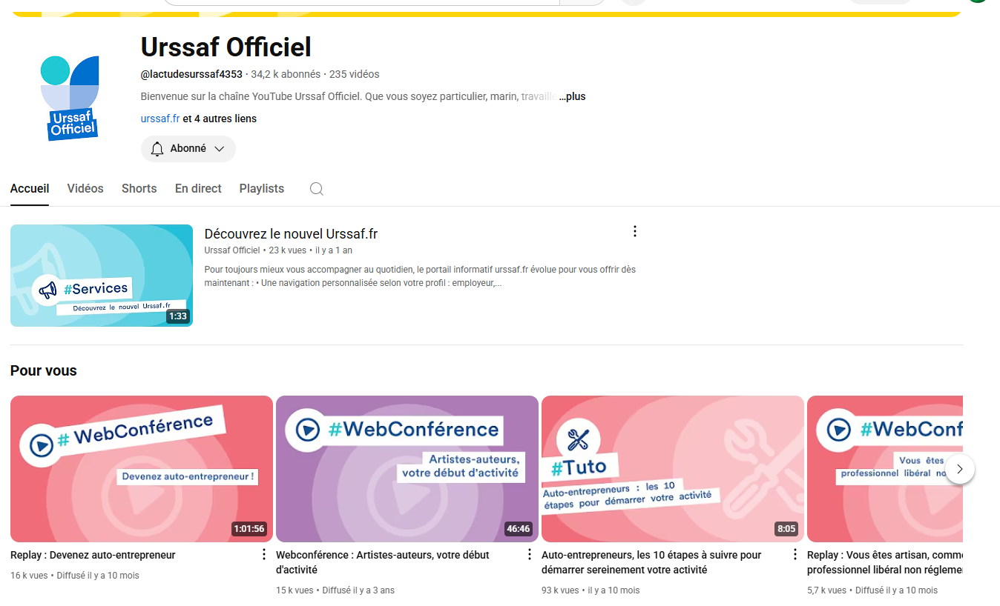 Urssaf Officiel
@lactudesurssaf4353 · 34,2 k abonnés · 235 vidéos
Bienvenue sur la chaîne YouTube Urssaf Officiel. Que vous soyez particulier, marin, travaille ...plus
urssaf.fr et 4 autres liens
Urssaf
Officiel
Abonné
Accueil Vidéos Shorts En direct Playlists
#Services
Découvrez le nouvel Urssaf.fr
1:33
Découvrez le nouvel Urssaf.fr
Urssaf Officiel • 23 k vues • il y a 1 an
Pour toujours mieux vous accompagner au quotidien, le portail informatif urssaf.fr évolue pour vous offrir dès
maintenant : • Une navigation personnalisée selon votre profil : employeur,...
Pour vous
# WebConférence
Devenez auto-entrepreneur !
1:01:56
Replay : Devenez auto-entrepreneur
16 k vues • Diffusé il y a 10 mois
#WebConférence
Artistes-auteurs,
votre début d'activité
46:46
Webconférence : Artistes-auteurs, votre début
d'activité
15 k vues • Diffusé il y a 3 ans
#Tuto
Auto-entrepreneurs : les 10
étapes pour démarrer votre activité
8:05
Auto-entrepreneurs, les 10 étapes à suivre pour
démarrer sereinement votre activité
93 k vues • il y a 10 mois
#WebConf
Vous êtes
professionnel libéral no
Replay : Vous êtes artisan, comme
professionnel libéral non régleme
5,7 k vues • Diffusé il y a 10 mois